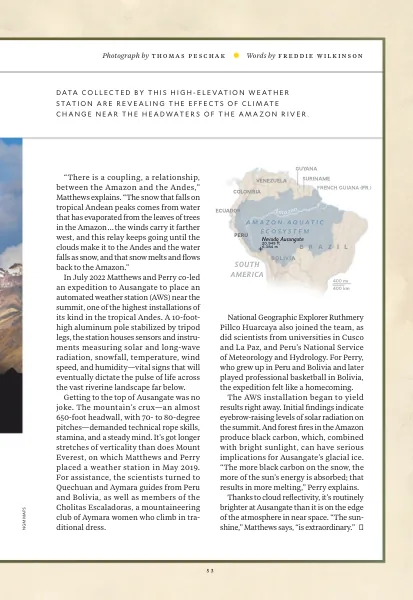 Photograph by THOMAS PESCHAK ● Words by FREDDIE WILKINSON
DATA COLLECTED BY THIS HIGH-ELEVATION WEATHER
STATION ARE REVEALING THE EFFECTS OF CLIMATE
CHANGE NEAR THE HEADWATERS OF THE AMAZON RIVER.
“There is a coupling, a relationship,
between the Amazon and the Andes,”
Matthews explains. “The snow that falls on
tropical Andean peaks comes from water
that has evaporated from the leaves of trees
in the Amazon ... the winds carry it farther
west, and this relay keeps going until the
clouds make it to the Andes and the water
falls as snow, and that snow melts and flows
back to the Amazon.”
In July 2022 Matthews and Perry co-led
an expedition to Ausangate to place an
automated weather station (AWS) near the
summit, one of the highest installations of
its kind in the tropical Andes. A 10-foot-
high aluminum pole stabilized by tripod
legs, the station houses sensors and instru-
ments measuring solar and long-wave
radiation, snowfall, temperature, wind
speed, and humidity—vital signs that will
eventually dictate the pulse of life across
the vast riverine landscape far below.
Getting to the top of Ausangate was no
joke. The mountain’s crux—an almost
650-foot headwall, with 70- to 80-degree
pitches—demanded technical rope skills,
stamina, and a steady mind. It’s got longer
stretches of verticality than does Mount
Everest, on which Matthews and Perry
placed a weather station in May 2019.
For assistance, the scientists turned to
Quechuan and Aymara guides from Peru
and Bolivia, as well as members of the
Cholitas Escaladoras, a mountaineering
club of Aymara women who climb in tra-
ditional dress.
GUYANA
VENEZUELA
SURINAME
FRENCH GUIANA (FR.)
COLOMBIA
ECUADOR
AMAZON AQUATIC
ECOSYSTEM
PERU
Nevado Ausangate
BRAZIL
BOLIVIA
SOUTH
AMERICA
400 mi
400 km
National Geographic Explorer Ruthmery
Pillco Huarcaya also joined the team, as
did scientists from universities in Cusco
and La Paz, and Peru’s National Service
of Meteorology and Hydrology. For Perry,
who grew up in Peru and Bolivia and later
played professional basketball in Bolivia,
the expedition felt like a homecoming.
The AWS installation began to yield
results right away. Initial findings indicate
eyebrow-raising levels of solar radiation on
the summit. And forest fires in the Amazon
produce black carbon, which, combined
with bright sunlight, can have serious
implications for Ausangate’s glacial ice.
“The more black carbon on the snow, the
more of the sun’s energy is absorbed; that
results in more melting,” Perry explains.
Thanks to cloud reflectivity, it’s routinely
brighter at Ausangate than it is on the edge
of the atmosphere in near space. “The sun-
shine,” Matthews says, “is extraordinary.”
NGM MAPS
53